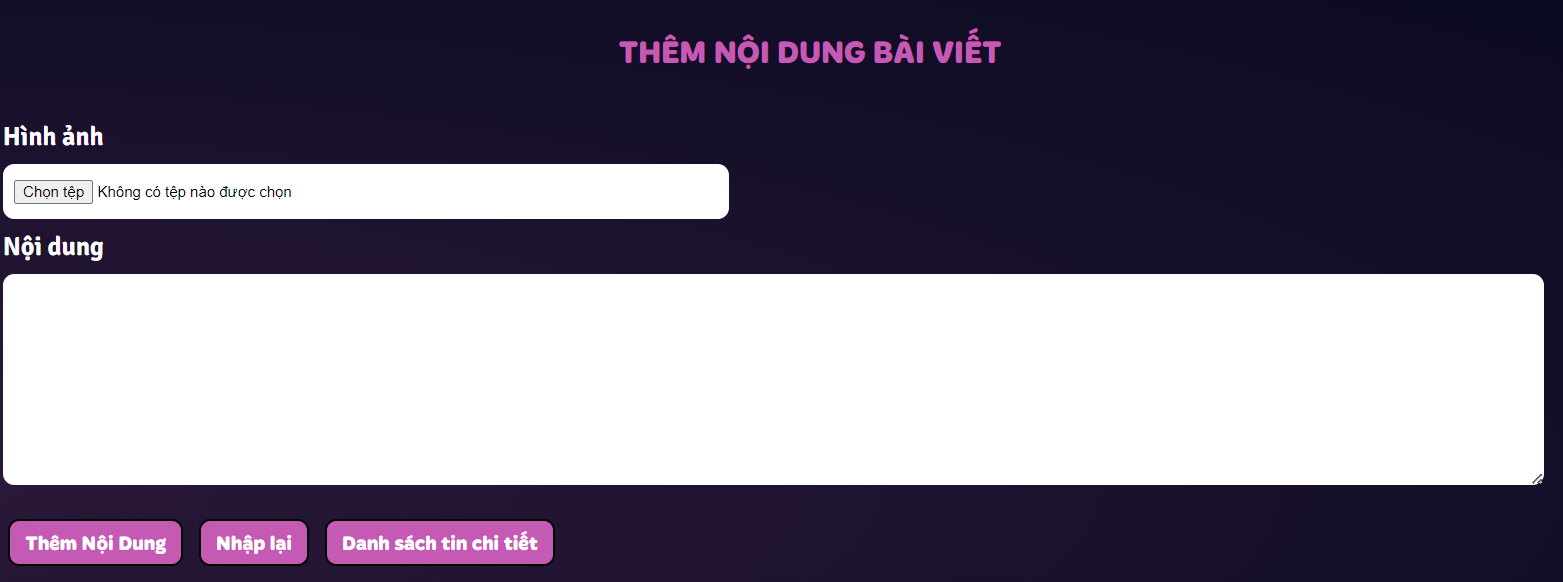 THÊM NỘI DUNG BÀI VIẾT
Hình ảnh
Chọn tệp Không có tệp nào được chọn
Nội dung
Thêm Nội Dung Nhập lại Danh sách tin chi tiết